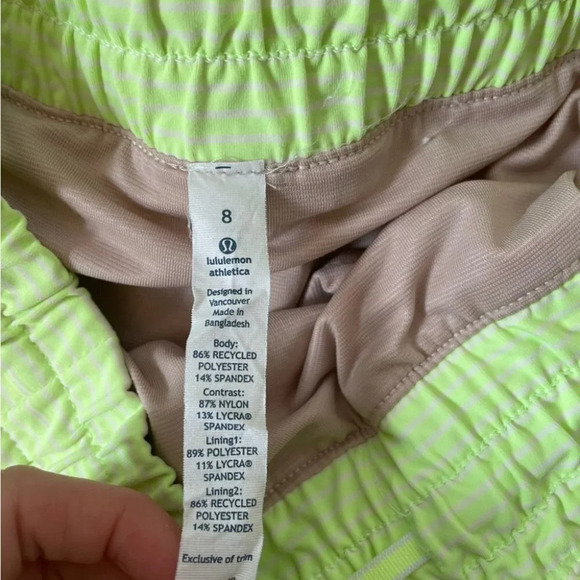 8
lululemon
athletica
Designed in
Vancouver
Made in
Bangladesh
Body:
86% RECYCLED
POLYESTER
14% SPANDEX
Contrast:
87% NYLON
13% LYCRA®
SPANDEX
Lining1:
89% POLYESTER
11% LYCRA®
SPANDEX
Lining2:
86% RECYCLED
POLYESTER
14% SPANDEX
Exclusive of trim